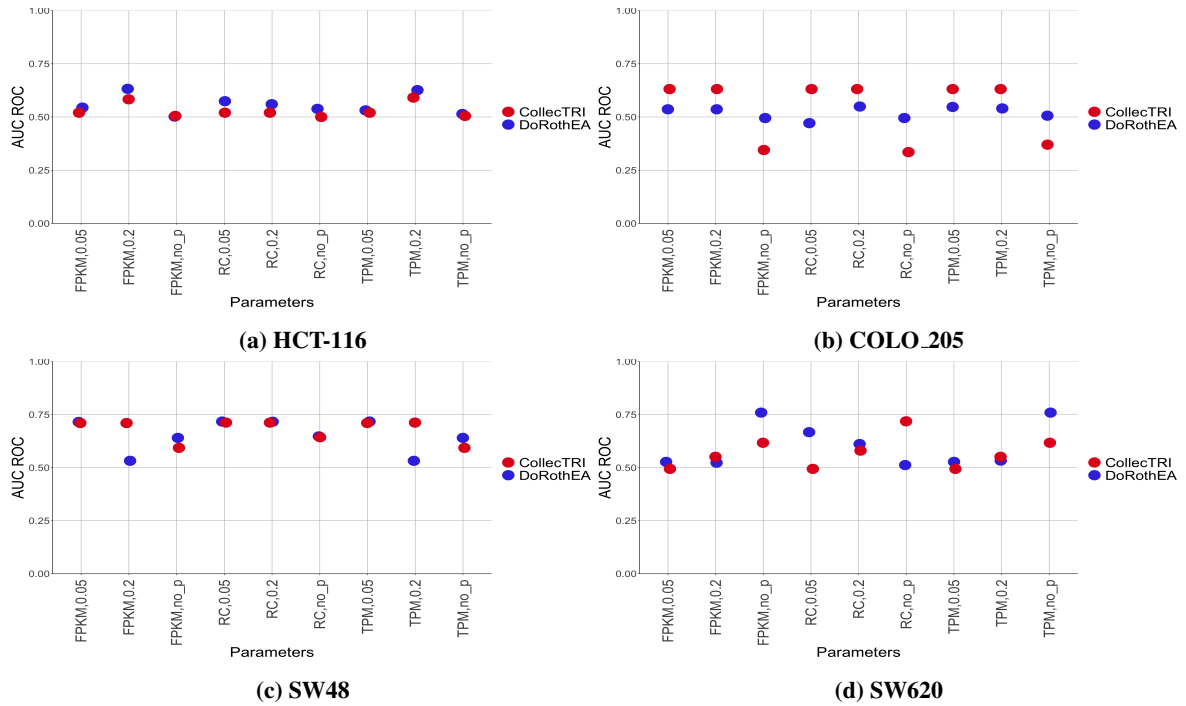 1.00
0.75
0.50
0.25
0.00
AUC ROC
FPKM,0.05
FPKM,0.2
FPKM,no_p
RC,0.05
RC,0.2
RC,no_p
TPM,0.05
TPM,0.2
TPM,no_p
Parameters
CollecTRI
DoRothEA
(a) HCT-116
1.00
0.75
0.50
0.25
0.00
AUC ROC
FPKM,0.05
FPKM,0.2
FPKM,no_p
RC,0.05
RC,0.2
RC,no_p
TPM,0.05
TPM,0.2
TPM,no_p
Parameters
CollecTRI
DoRothEA
(b) COLO_205
1.00
0.75
0.50
0.25
0.00
AUC ROC
FPKM,0.05
FPKM,0.2
FPKM,no_p
RC,0.05
RC,0.2
RC,no_p
TPM,0.05
TPM,0.2
TPM,no_p
Parameters
CollecTRI
DoRothEA
(c) SW48
1.00
0.75
0.50
0.25
0.00
AUC ROC
FPKM,0.05
FPKM,0.2
FPKM,no_p
RC,0.05
RC,0.2
RC,no_p
TPM,0.05
TPM,0.2
TPM,no_p
Parameters
CollecTRI
DoRothEA
(d) SW620